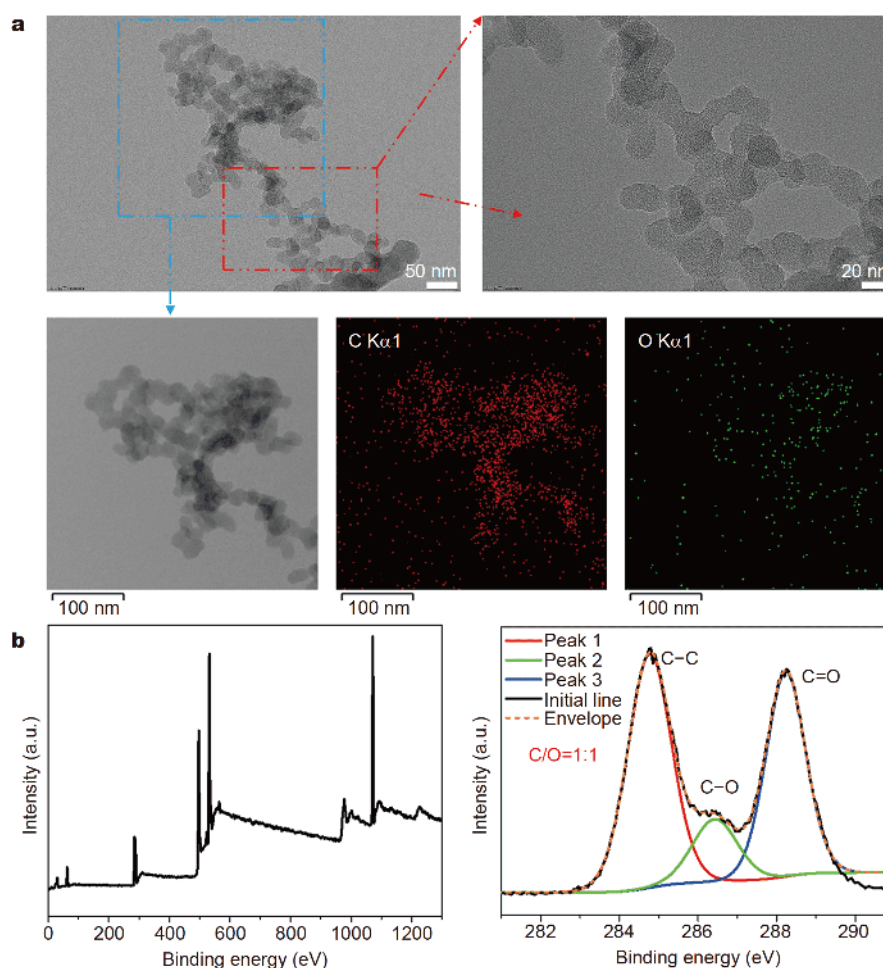 a
50 nm
20 nm
C Kα1
O Kα1
100 nm
100 nm
100 nm
b
Intensity (a.u.)
0
200
400
600
800
1000
1200
Binding energy (eV)
Intensity (a.u.)
Peak 1
Peak 2
Peak 3
Initial line
Envelope
C/O=1:1
C−C
C−O
C=O
282
284
286
288
290
Binding energy (eV)